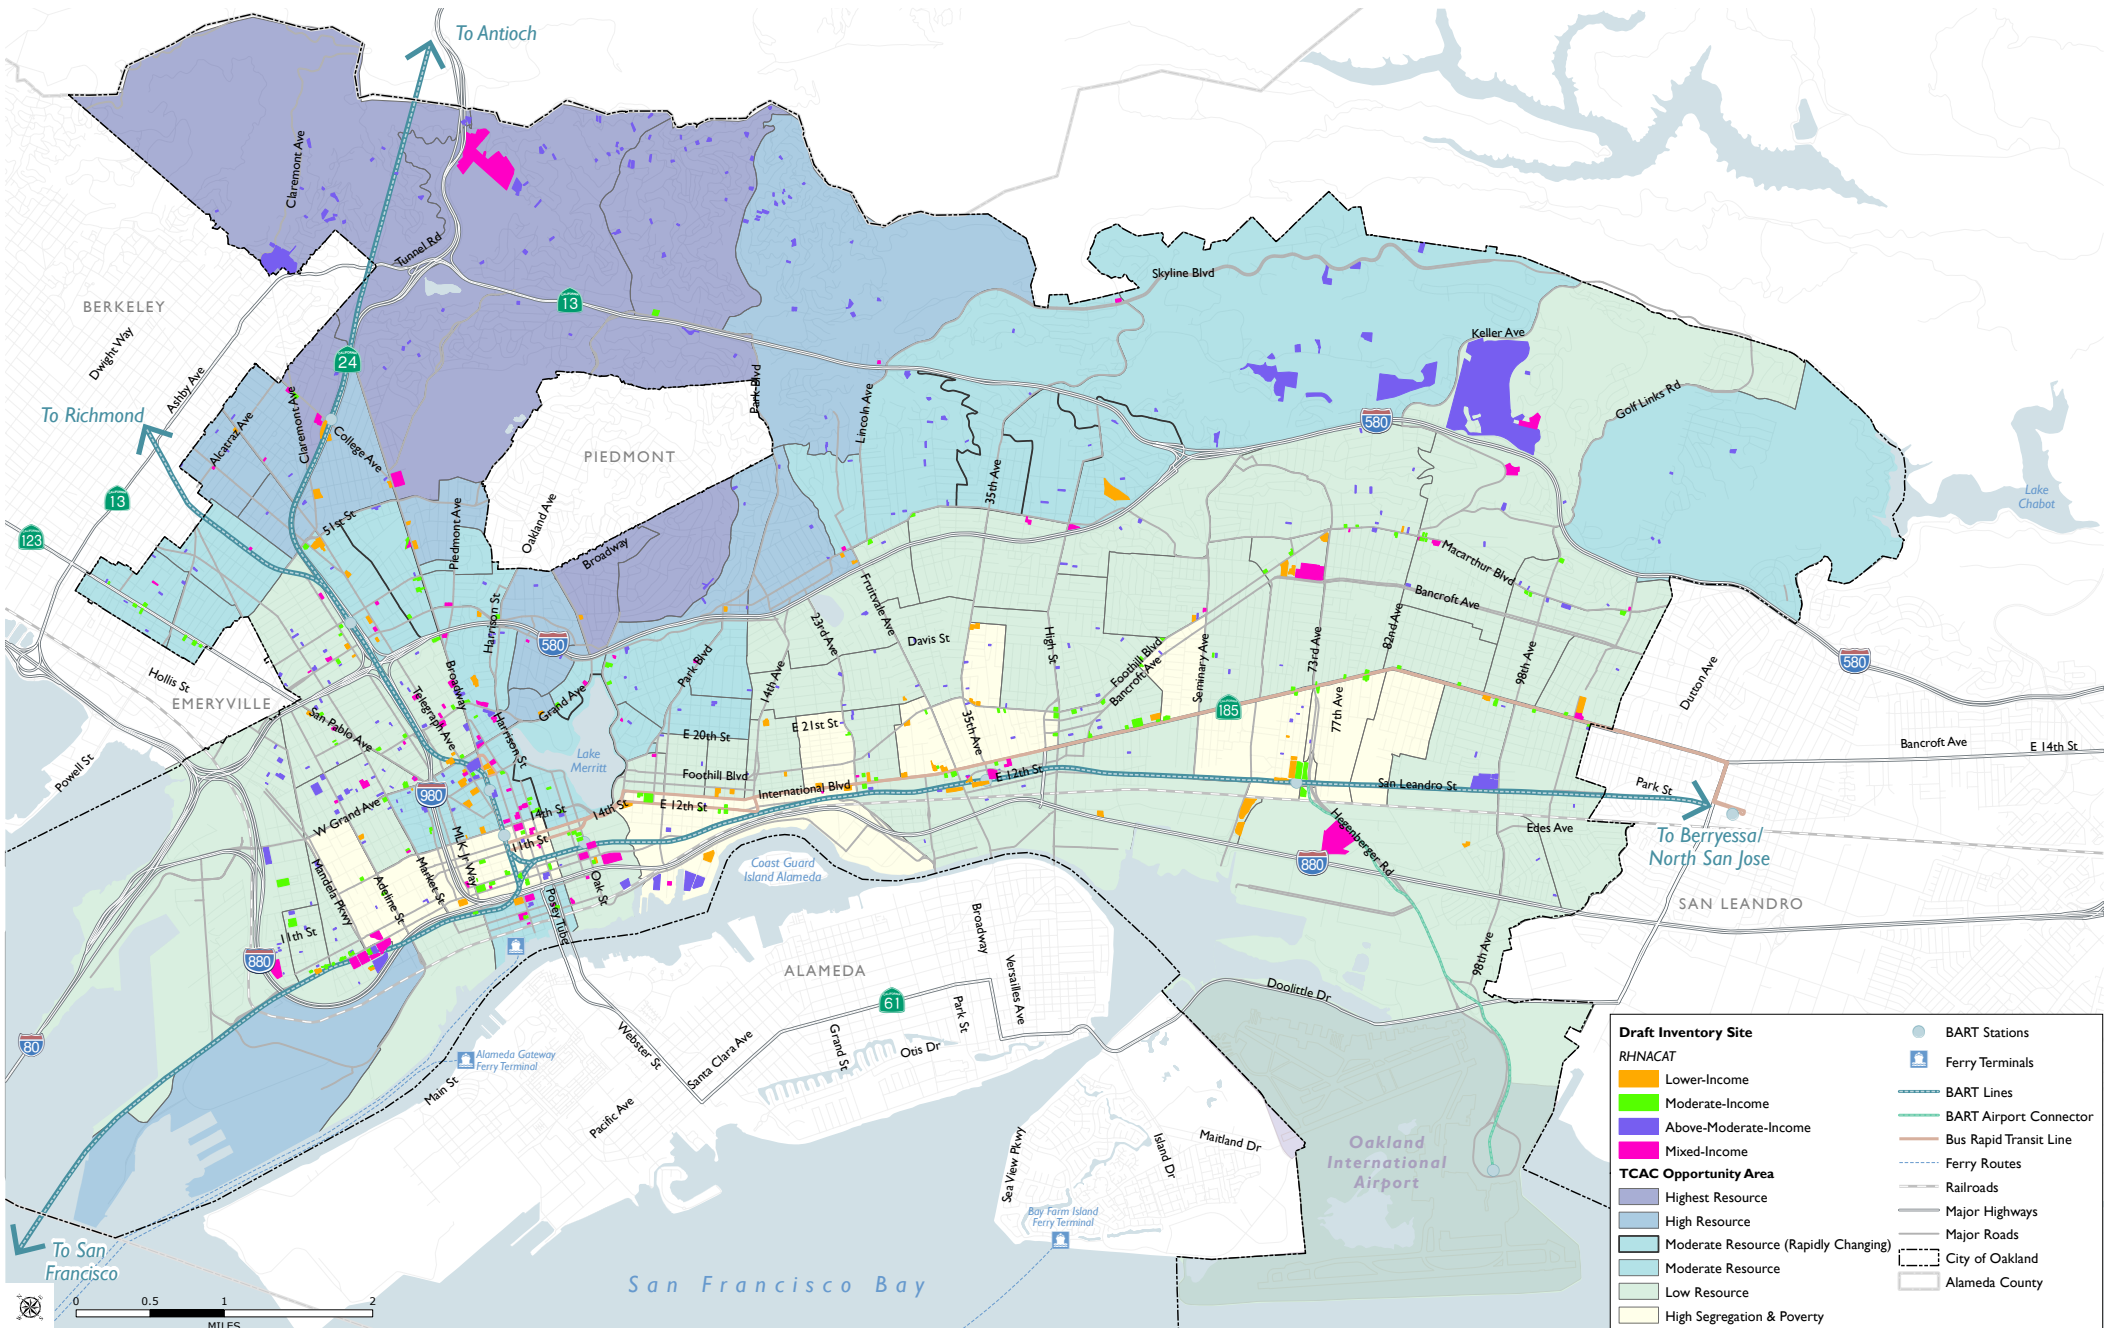 To Antioch
Claremont Ave
Tunnel Rd
13
Skyline Blvd
BERKELEY
Dwight Way
Ashby Ave
24
Keller Ave
Golf Links Rd
To Richmond
Alcatraz Ave
Claremont Ave
College Ave
Park Blvd
Lincoln Ave
580
PIEDMONT
35th Ave
13
123
51st St
Piedmont Ave
Oakland Ave
Broadway
Lake
Chabot
Macarthur Blvd
Bancroft Ave
Harrison St
580
Fruitvale Ave
23rd Ave
Davis St
High St
Foothill Blvd
Bancroft Ave
Seminary Ave
73rd Ave
82nd Ave
98th Ave
580
Dutton Ave
Hollis St
EMERYVILLE
San Pablo Ave
Telegraph Ave
Broadway
Harrison St
Grand Ave
Park Blvd
14th Ave
E 21st St
35th Ave
185
77th Ave
E 20th St
Lake
Merritt
Foothill Blvd
International Blvd
E 12th St
E 12th St
San Leandro St
Bancroft Ave
E 14th St
Park St
Powell St
980
W Grand Ave
14th St
14th St
11th St
MLK Jr Way
Market St
Adeline St
Mandela Pkwy
11th St
Oak St
Posey Tube
Coast Guard
Island Alameda
Hegenberger Rd
880
Edes Ave
To Berryessa/
North San Jose
SAN LEANDRO
880
80
ALAMEDA
61
Broadway
Versailles Ave
Park St
Grand St
Otis Dr
98th Ave
Doolittle Dr
Alameda Gateway
Ferry Terminal
Main St
Webster St
Santa Clara Ave
Pacific Ave
Sea View Pkwy
Island Dr
Maitland Dr
Oakland
International
Airport
Bay Farm Island
Ferry Terminal
To San
Francisco
San Francisco Bay
0 0.5 1 2
MILES
Draft Inventory Site
RHNACAT
Lower-Income
Moderate-Income
Above-Moderate-Income
Mixed-Income
TCAC Opportunity Area
Highest Resource
High Resource
Moderate Resource (Rapidly Changing)
Moderate Resource
Low Resource
High Segregation & Poverty
BART Stations
Ferry Terminals
BART Lines
BART Airport Connector
Bus Rapid Transit Line
Ferry Routes
Railroads
Major Highways
Major Roads
City of Oakland
Alameda County